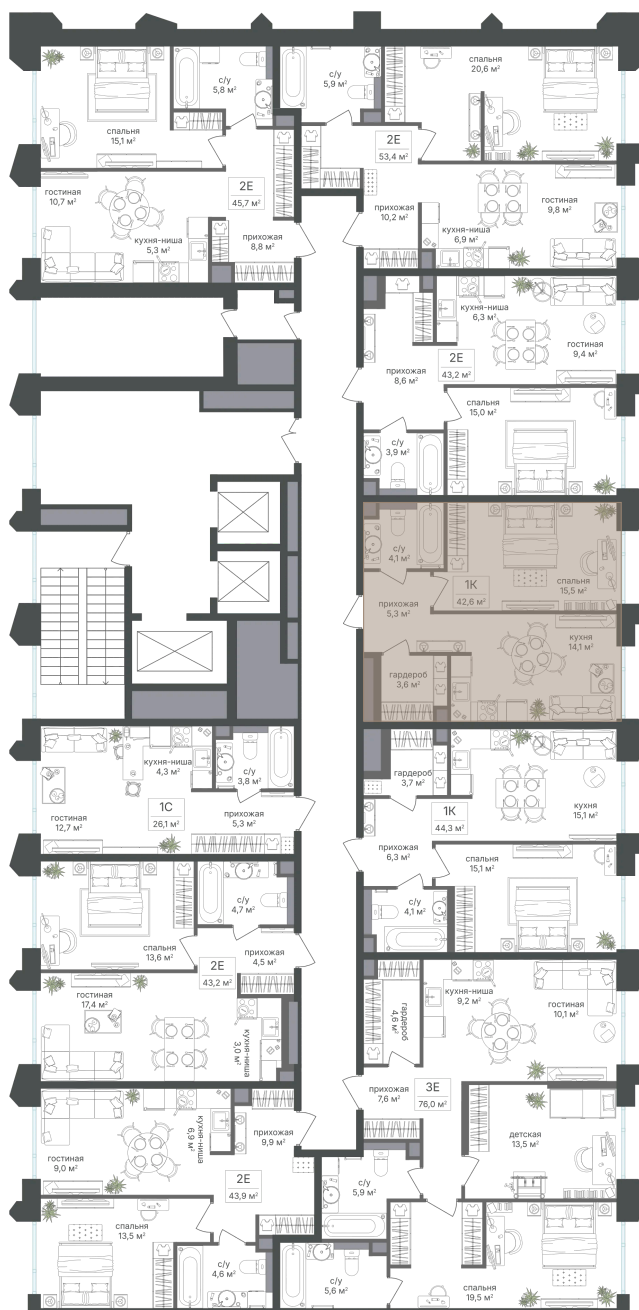 с/у
5,8 м²
с/у
5,9 м²
спальня
20,6 м²
спальня
15,1 м²
2Е
53,4 м²
гостиная
10,7 м²
2Е
45,7 м²
гостиная
9,8 м²
прихожая
10,2 м²
кухня-ниша
6,9 м²
кухня-ниша
5,3 м²
прихожая
8,8 м²
кухня-ниша
6,3 м²
гостиная
9,4 м²
2Е
43,2 м²
прихожая
8,6 м²
спальня
15,0 м²
с/у
3,9 м²
с/у
4,1 м²
1К
42,6 м²
спальня
15,5 м²
прихожая
5,3 м²
кухня
14,1 м²
гардероб
3,6 м²
кухня-ниша
4,3 м²
с/у
3,8 м²
гардероб
3,7 м²
1С
26,1 м²
гостиная
12,7 м²
прихожая
5,3 м²
кухня
15,1 м²
1К
44,3 м²
прихожая
6,3 м²
спальня
15,1 м²
с/у
4,1 м²
с/у
4,7 м²
спальня
13,6 м²
2Е
43,2 м²
прихожая
4,5 м²
гостиная
17,4 м²
кухня-ниша
3,0 м²
гардероб
4,6 м²
кухня-ниша
9,2 м²
гостиная
10,1 м²
прихожая
7,6 м²
3Е
76,0 м²
кухня-ниша
6,9 м²
прихожая
9,9 м²
гостиная
9,0 м²
2Е
43,9 м²
детская
13,5 м²
с/у
5,9 м²
спальня
13,5 м²
с/у
4,6 м²
с/у
5,6 м²
спальня
19,5 м²